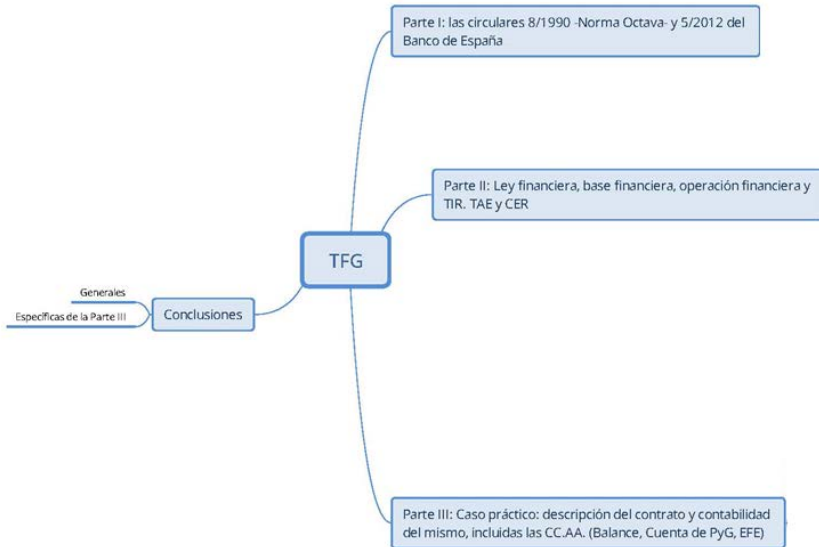 Parte I: las circulares 8/1990 -Norma Octava- y 5/2012 del
Banco de España
Parte II: Ley financiera, base financiera, operación financiera y
TIR. TAE y CER
TFG
Generales
Específicas de la Parte III
Conclusiones
Parte III: Caso práctico: descripción del contrato y contabilidad
del mismo, incluidas las CC.AA. (Balance, Cuenta de PyG, EFE)